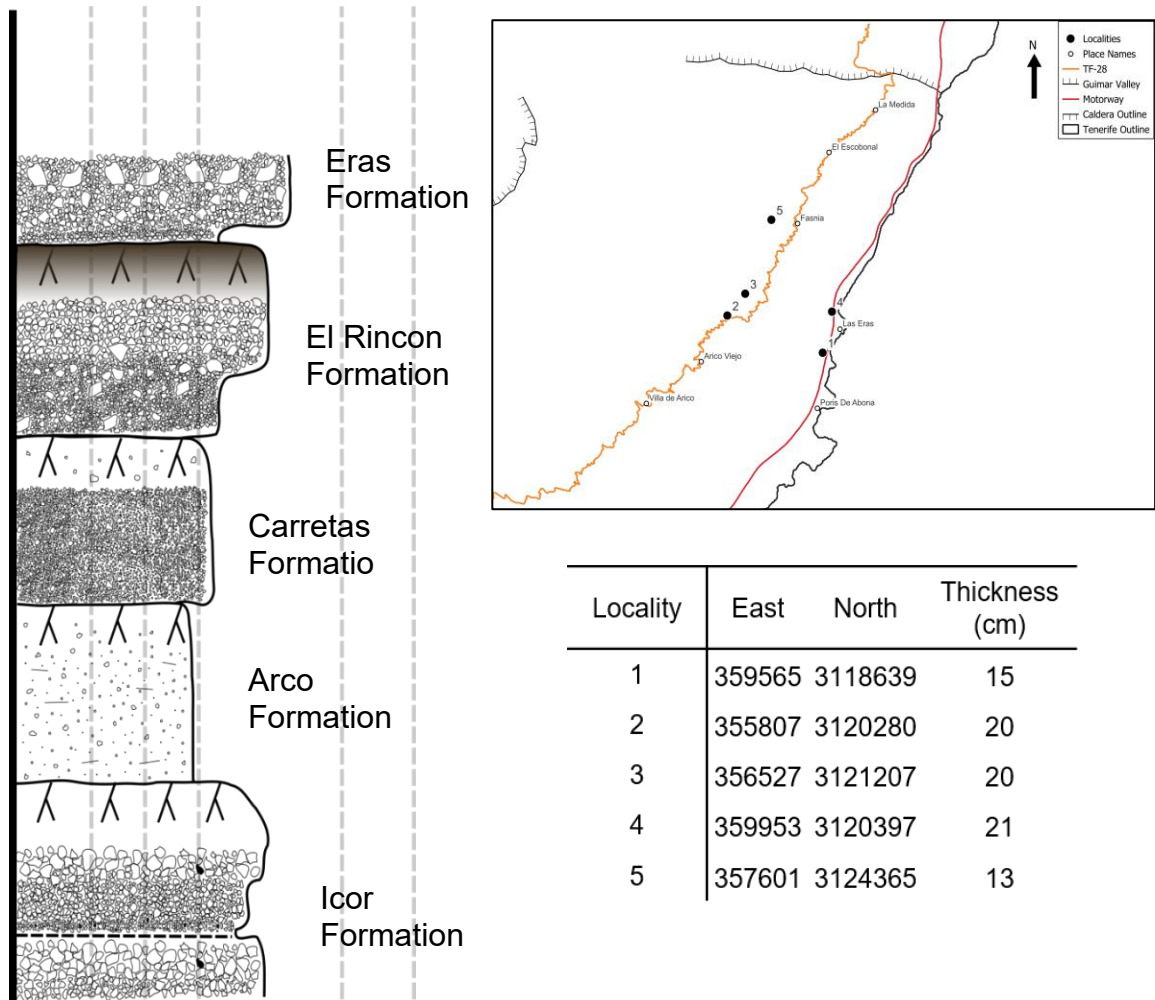 Eras
Formation
El Rincon
Formation
Carretas
Formatio
Arco
Formation
Icor
Formation
N
Localities
Place Names
TF-28
Guimar Valley
Motorway
Caldera Outline
Tenerife Outline
La Medida
El Escobonal
5
Fasnia
3
2
4
Las Eras
1
Arico Viejo
Villa de Arico
Poris De Abona
Locality East North Thickness
(cm)
1 359565 3118639 15
2 355807 3120280 20
3 356527 3121207 20
4 359953 3120397 21
5 357601 3124365 13